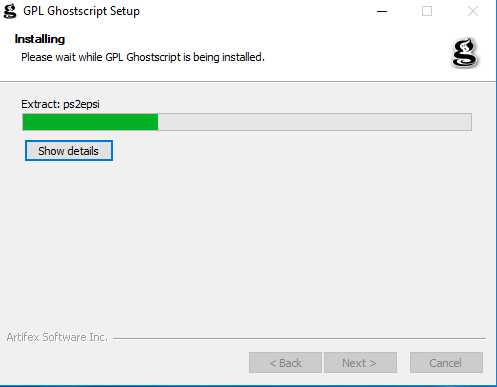 GPL Ghostscript Setup
Installing
Please wait while GPL Ghostscript is being installed.
Extract: ps2epsi
Show details
Artifex Software Inc.
< Back
Next >
Cancel